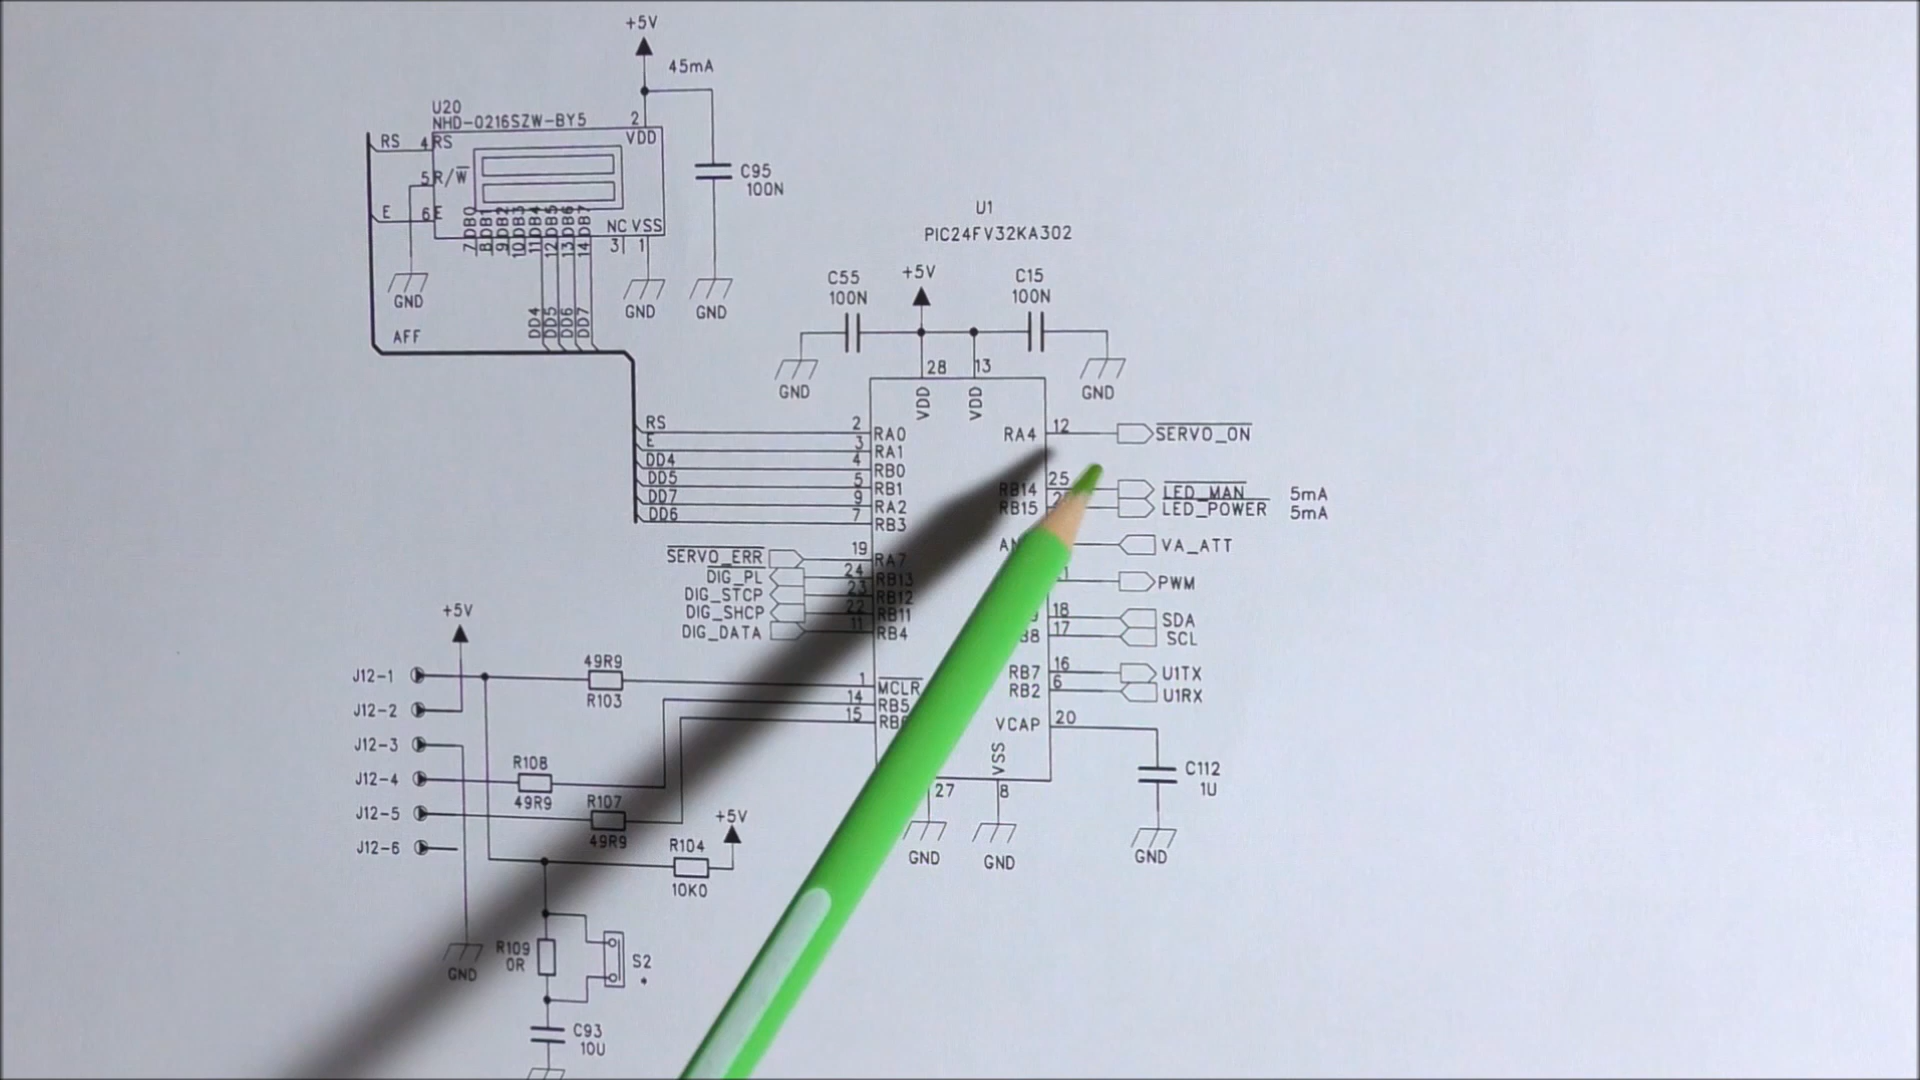 +5V
45mA
U20
NHD-0216SZW-BY5
2
VDD
RS 4 RS
5 R/W
E 6 E
DB0 DB1 DB2 DB3 DB4 DB5 DB6 DB7
7 8 9 10 11 12 13 14
NC VSS
3 1
C95
100N
GND
GND
GND
DD4 DD5 DD6 DD7
AFF
U1
PIC24FV32KA302
C55
100N
+5V
C15
100N
GND
28
13
GND
VDD
VDD
RS 2 RA0
E 3 RA1
DD4 4 RB0
DD5 5 RB1
DD7 9 RA2
DD6 7 RB3
SERVO_ERR 19 RA7
DIG_PL 24 RB13
DIG_STCP 23 RB12
DIG_SHCP 22 RB11
DIG_DATA 11 RB4
RA4 12 SERVO_ON
RB14 25 LED_MAN 5mA
RB15 LED_POWER 5mA
VA_ATT
PWM
18 SDA
17 SCL
RB7 16 U1TX
RB2 6 U1RX
VCAP 20
C112
1U
GND
VSS
27
8
GND
GND
+5V
J12-1
49R9
R103
1 MCLR
14 RB5
15
J12-2
J12-3
J12-4
R108
49R9
J12-5
R107
49R9
J12-6
+5V
R104
10K0
GND
R109
0R
S2
C93
10U